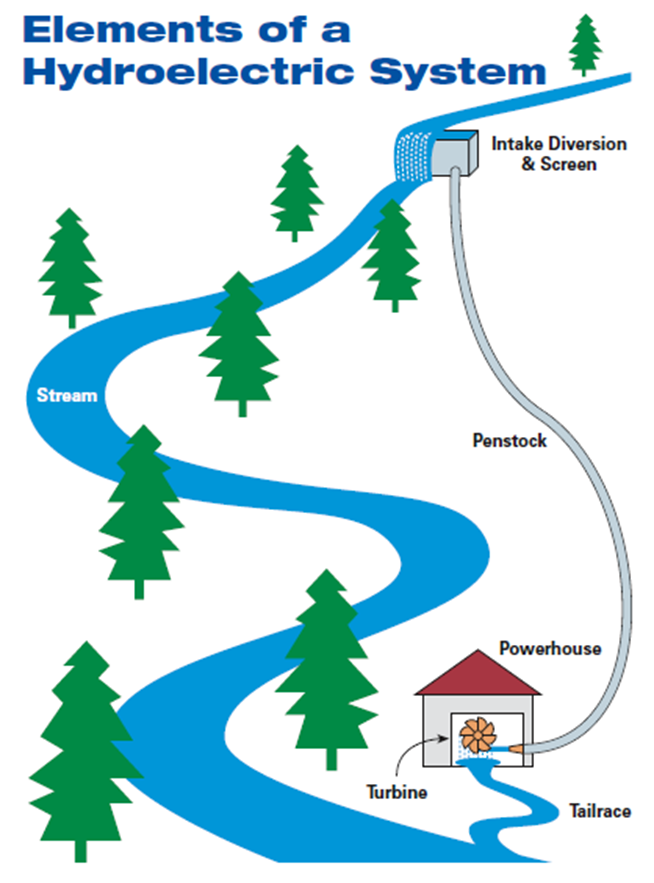 Elements of a
Hydroelectric System
Intake Diversion
& Screen
Stream
Penstock
Powerhouse
Turbine
Tailrace